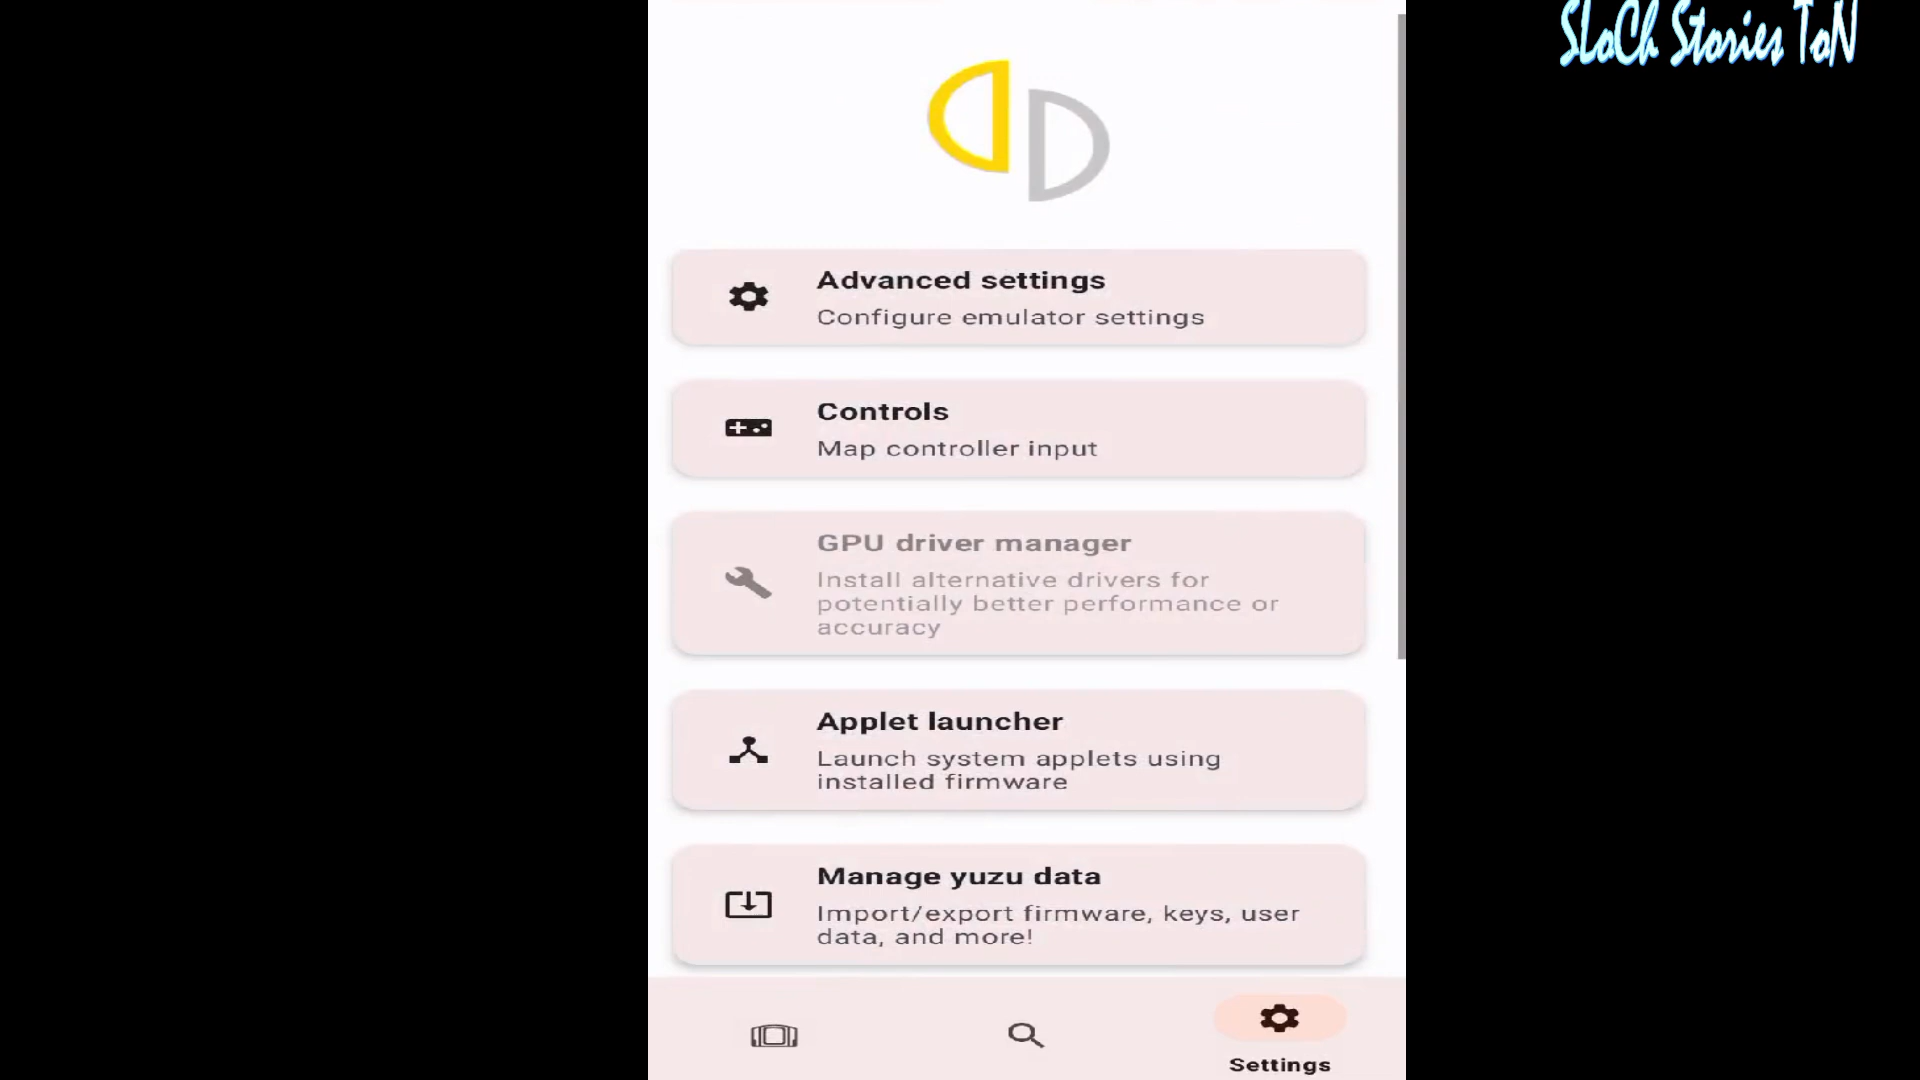 SLoCh Stories ToN
Advanced settings
Configure emulator settings
Controls
Map controller input
GPU driver manager
Install alternative drivers for
potentially better performance or
accuracy
Applet launcher
Launch system applets using
installed firmware
Manage yuzu data
Import/export firmware, keys, user
data, and more!
Settings